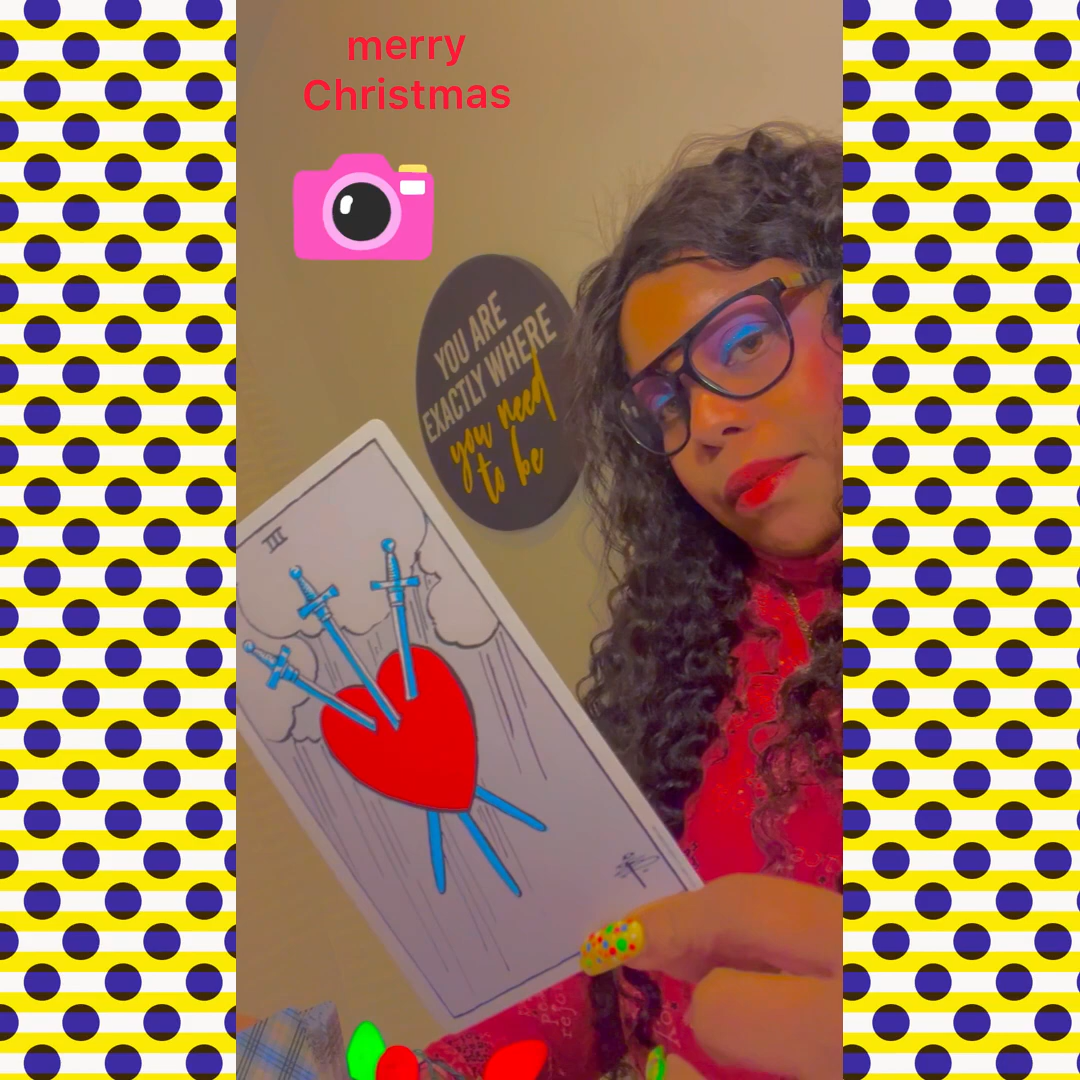 merry
Christmas
YOU ARE
EXACTLY WHERE
you need
to be
III